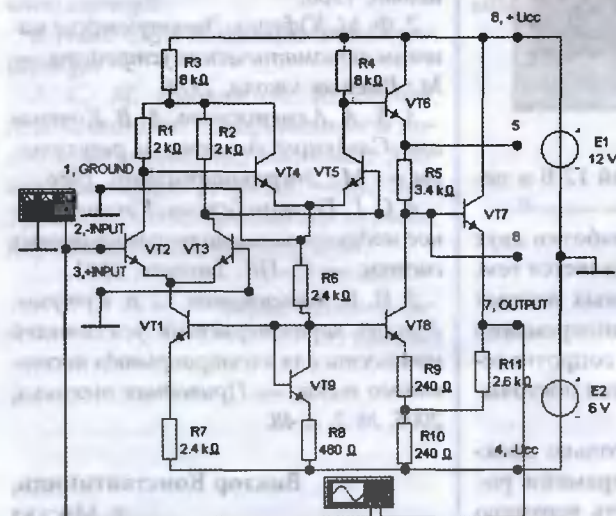 8, + Ucc
R3
8 kΩ
R4
8 kΩ
VT6
R1
2 kΩ
R2
2 kΩ
5
E1
12 V
1, GROUND
VT4
VT5
R5
3.4 kΩ
VT7
2,-INPUT
VT2
VT3
8
3,+INPUT
R6
2.4 kΩ
7, OUTPUT
VT1
VT8
R11
2.6 kΩ
VT9
R9
240 Ω
E2
6 V
R7
2.4 kΩ
R8
480 Ω
R10
240 Ω
4, -Ucc